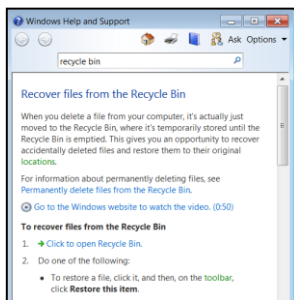 Windows Help and Support
Ask Options
recycle bin
Recover files from the Recycle Bin
When you delete a file from your computer, it's actually just
moved to the Recycle Bin, where it's temporarily stored until the
Recycle Bin is emptied. This gives you an opportunity to recover
accidentally deleted files and restore them to their original
locations.
For information about permanently deleting files, see
Permanently delete files from the Recycle Bin.
Go to the Windows website to watch the video. (0:50)
To recover files from the Recycle Bin
1. Click to open Recycle Bin.
2. Do one of the following:
• To restore a file, click it, and then, on the toolbar,
click Restore this item.